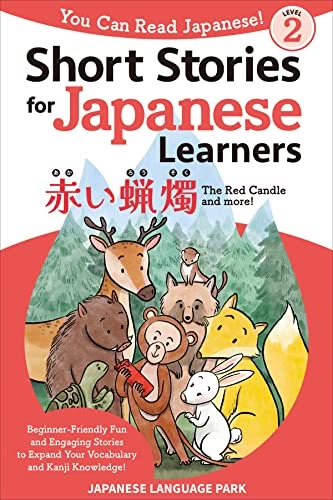 You Can Read Japanese!
LEVEL
2
Short Stories
for Japanese
Learners
あか ろう そく
赤い蝋燭
The Red Candle
and more!
Beginner-Friendly Fun
and Engaging Stories
to Expand Your Vocabulary
and Kanji Knowledge!
JAPANESE LANGUAGE PARK